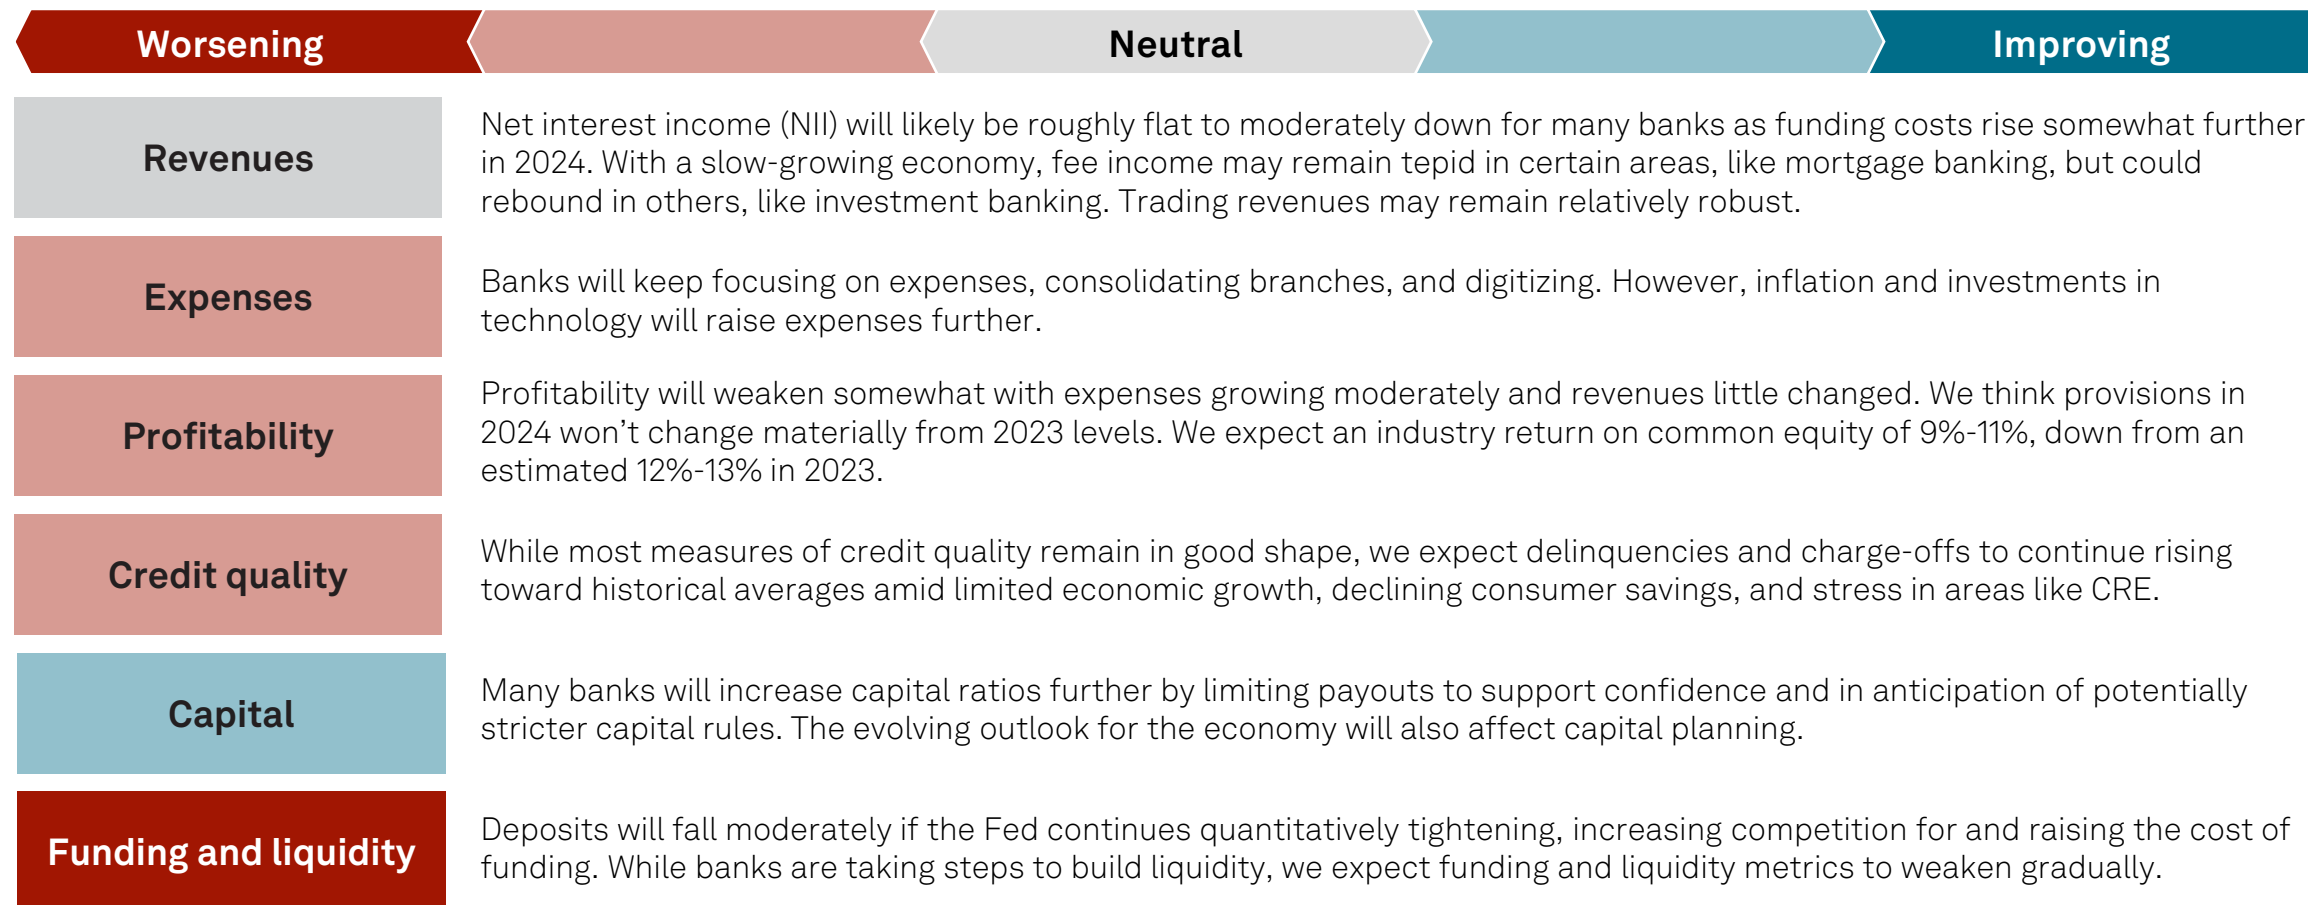 Worsening
Neutral
Improving
Revenues
Net interest income (NII) will likely be roughly flat to moderately down for many banks as funding costs rise somewhat further
in 2024. With a slow-growing economy, fee income may remain tepid in certain areas, like mortgage banking, but could
rebound in others, like investment banking. Trading revenues may remain relatively robust.
Expenses
Banks will keep focusing on expenses, consolidating branches, and digitizing. However, inflation and investments in
technology will raise expenses further.
Profitability
Profitability will weaken somewhat with expenses growing moderately and revenues little changed. We think provisions in
2024 won’t change materially from 2023 levels. We expect an industry return on common equity of 9%-11%, down from an
estimated 12%-13% in 2023.
Credit quality
While most measures of credit quality remain in good shape, we expect delinquencies and charge-offs to continue rising
toward historical averages amid limited economic growth, declining consumer savings, and stress in areas like CRE.
Capital
Many banks will increase capital ratios further by limiting payouts to support confidence and in anticipation of potentially
stricter capital rules. The evolving outlook for the economy will also affect capital planning.
Funding and liquidity
Deposits will fall moderately if the Fed continues quantitatively tightening, increasing competition for and raising the cost of
funding. While banks are taking steps to build liquidity, we expect funding and liquidity metrics to weaken gradually.